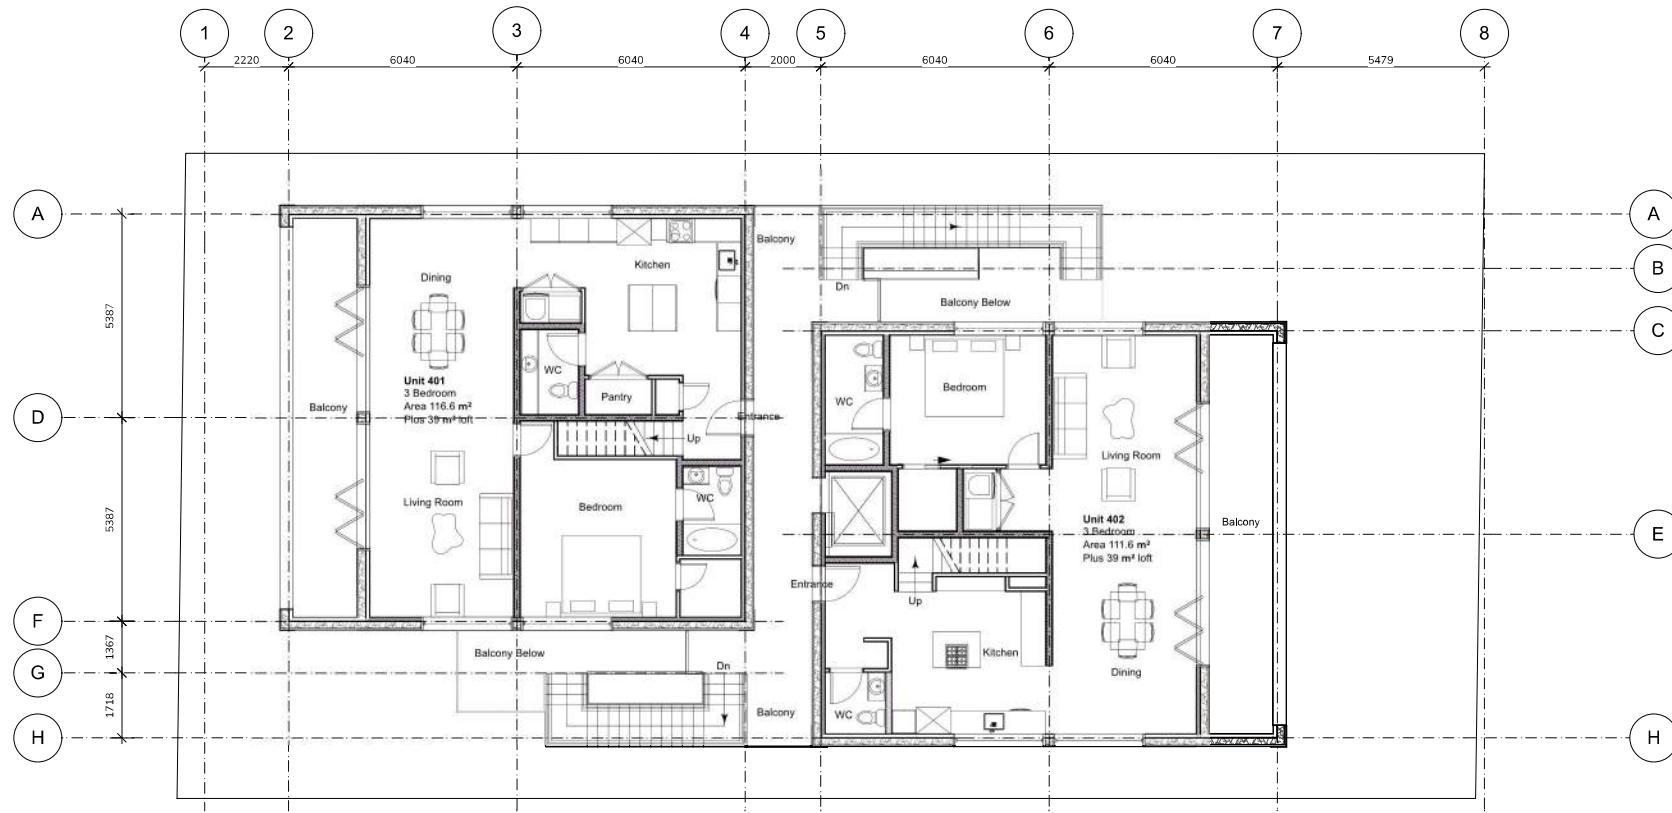 1
2
3
4
5
6
7
8
2220
6040
6040
2000
6040
6040
5479
A
A
Balcony
B
Kitchen
Dining
Dn
Balcony Below
5387
C
WC
Unit 401
3 Bedroom
Area 116.6 m²
Plus 39 m² loft
Bedroom
Pantry
WC
Balcony
D
Entrance
Up
Living Room
Living Room
WC
Bedroom
5387
Unit 402
3 Bedroom
Area 111.6 m²
Plus 39 m² loft
Balcony
E
Entrance
Up
F
1367
Balcony Below
Kitchen
Dn
Dining
G
1718
Balcony
WC
H
H